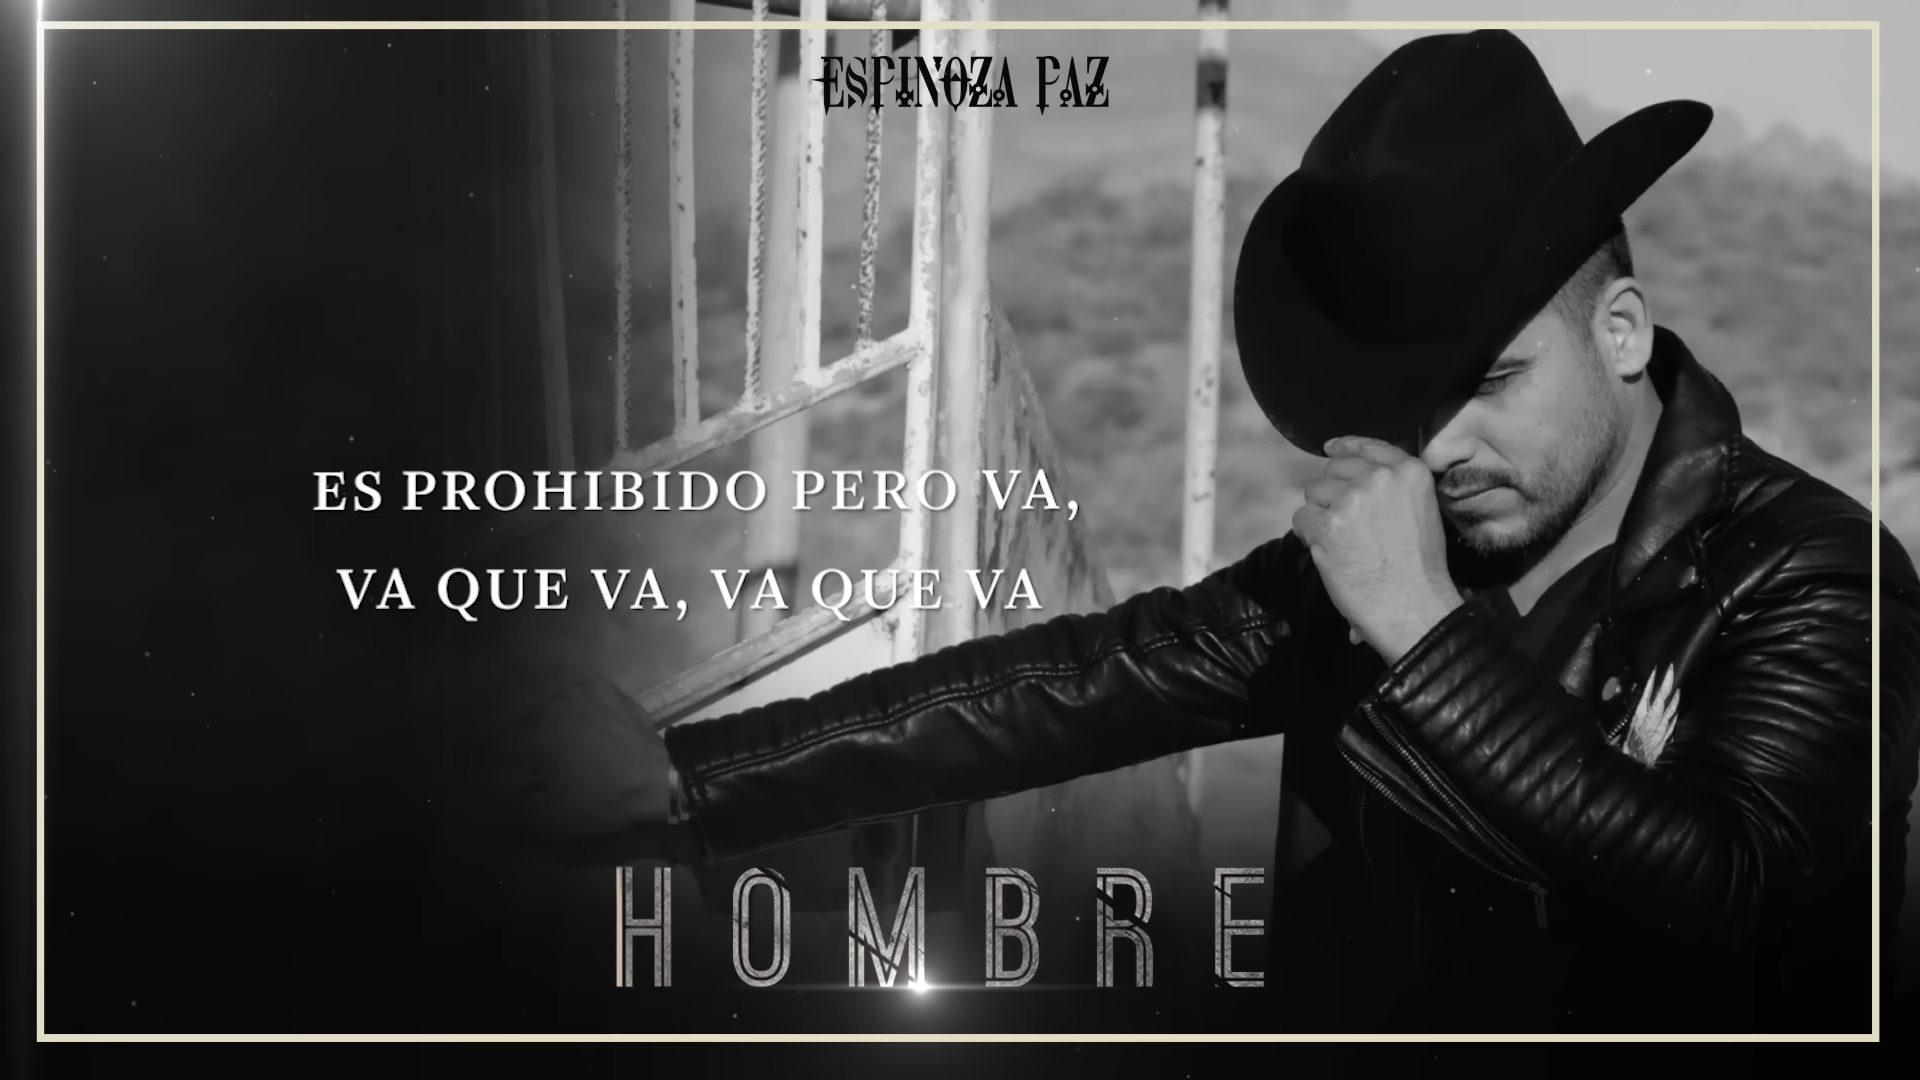 ESPINOZA PAZ
ES PROHIBIDO PERO VA,
VA QUE VA, VA QUE VA
HOMBRE